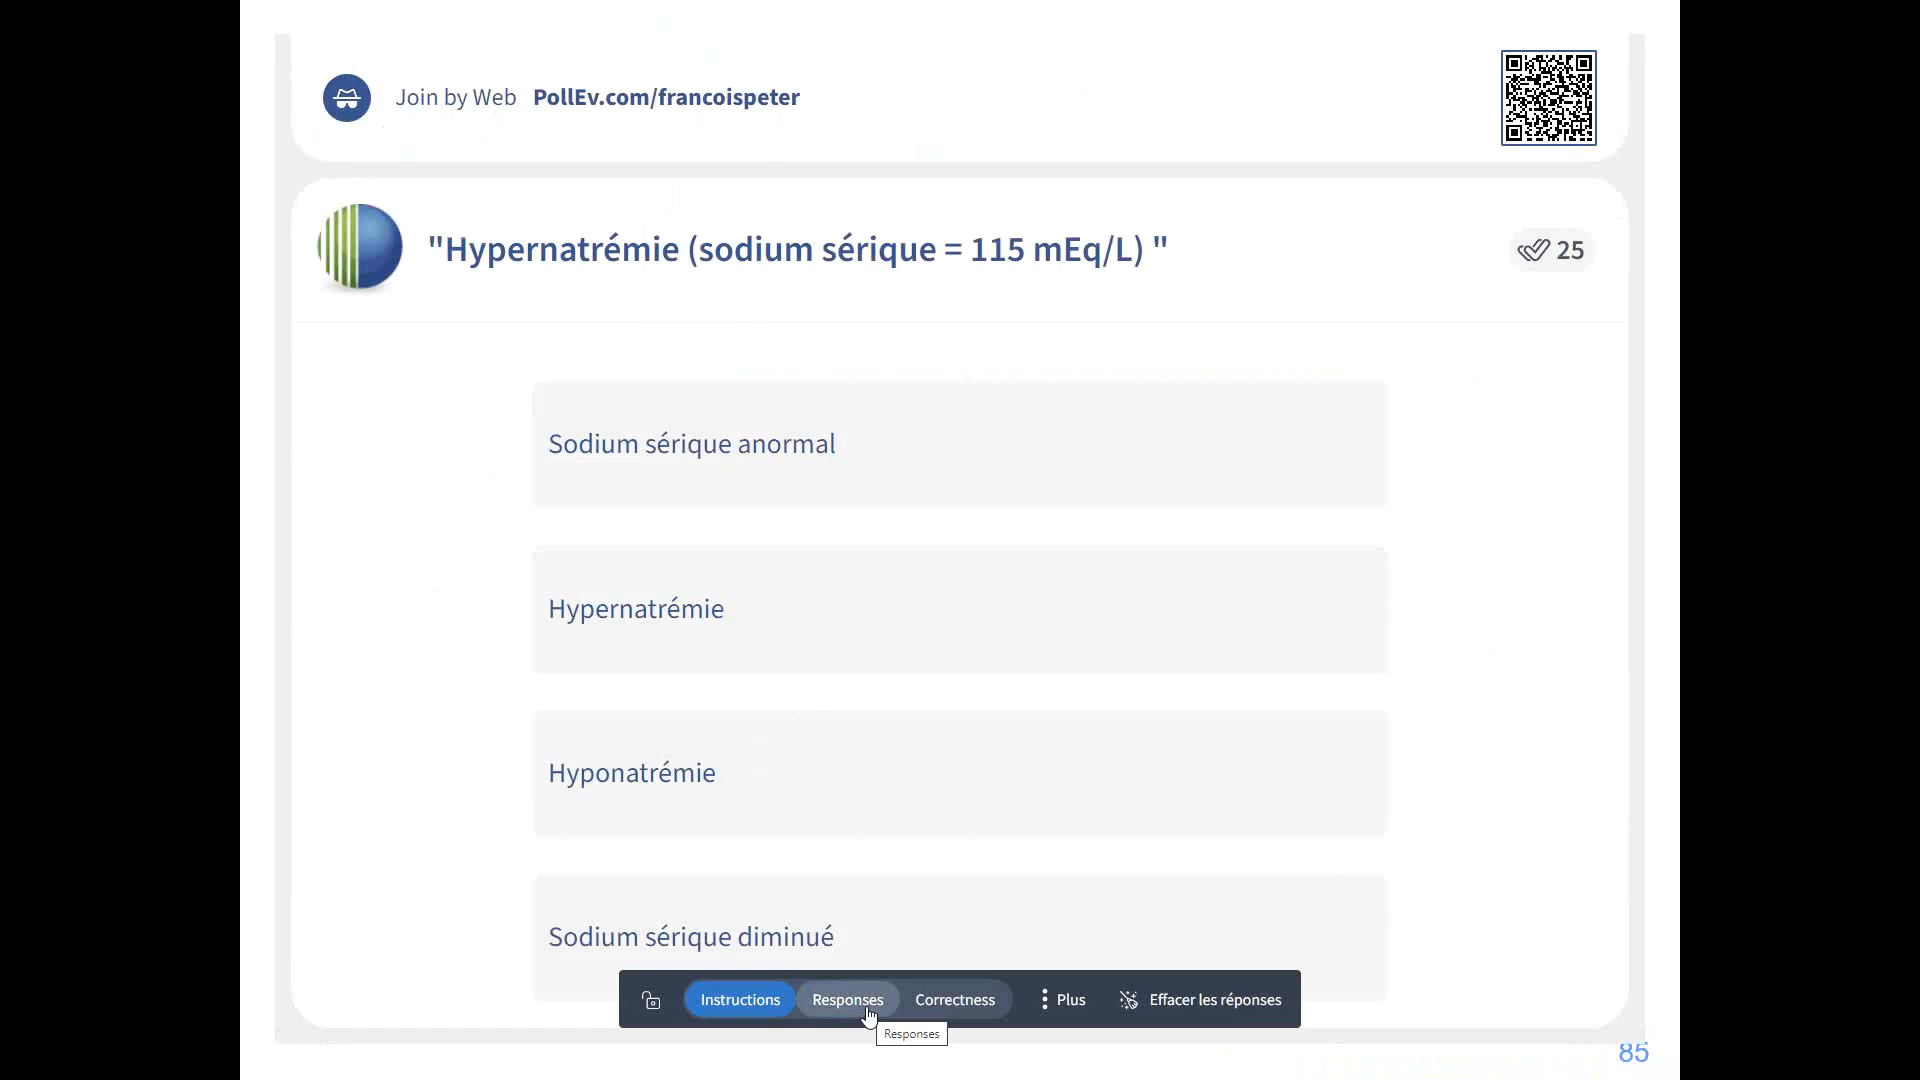 Join by Web PollEv.com/francoispeter
"Hypernatrémie (sodium sérique = 115 mEq/L) "
25
Sodium sérique anormal
Hypernatrémie
Hyponatrémie
Sodium sérique diminué
Instructions Responses Correctness Plus Effacer les réponses
Responses
85